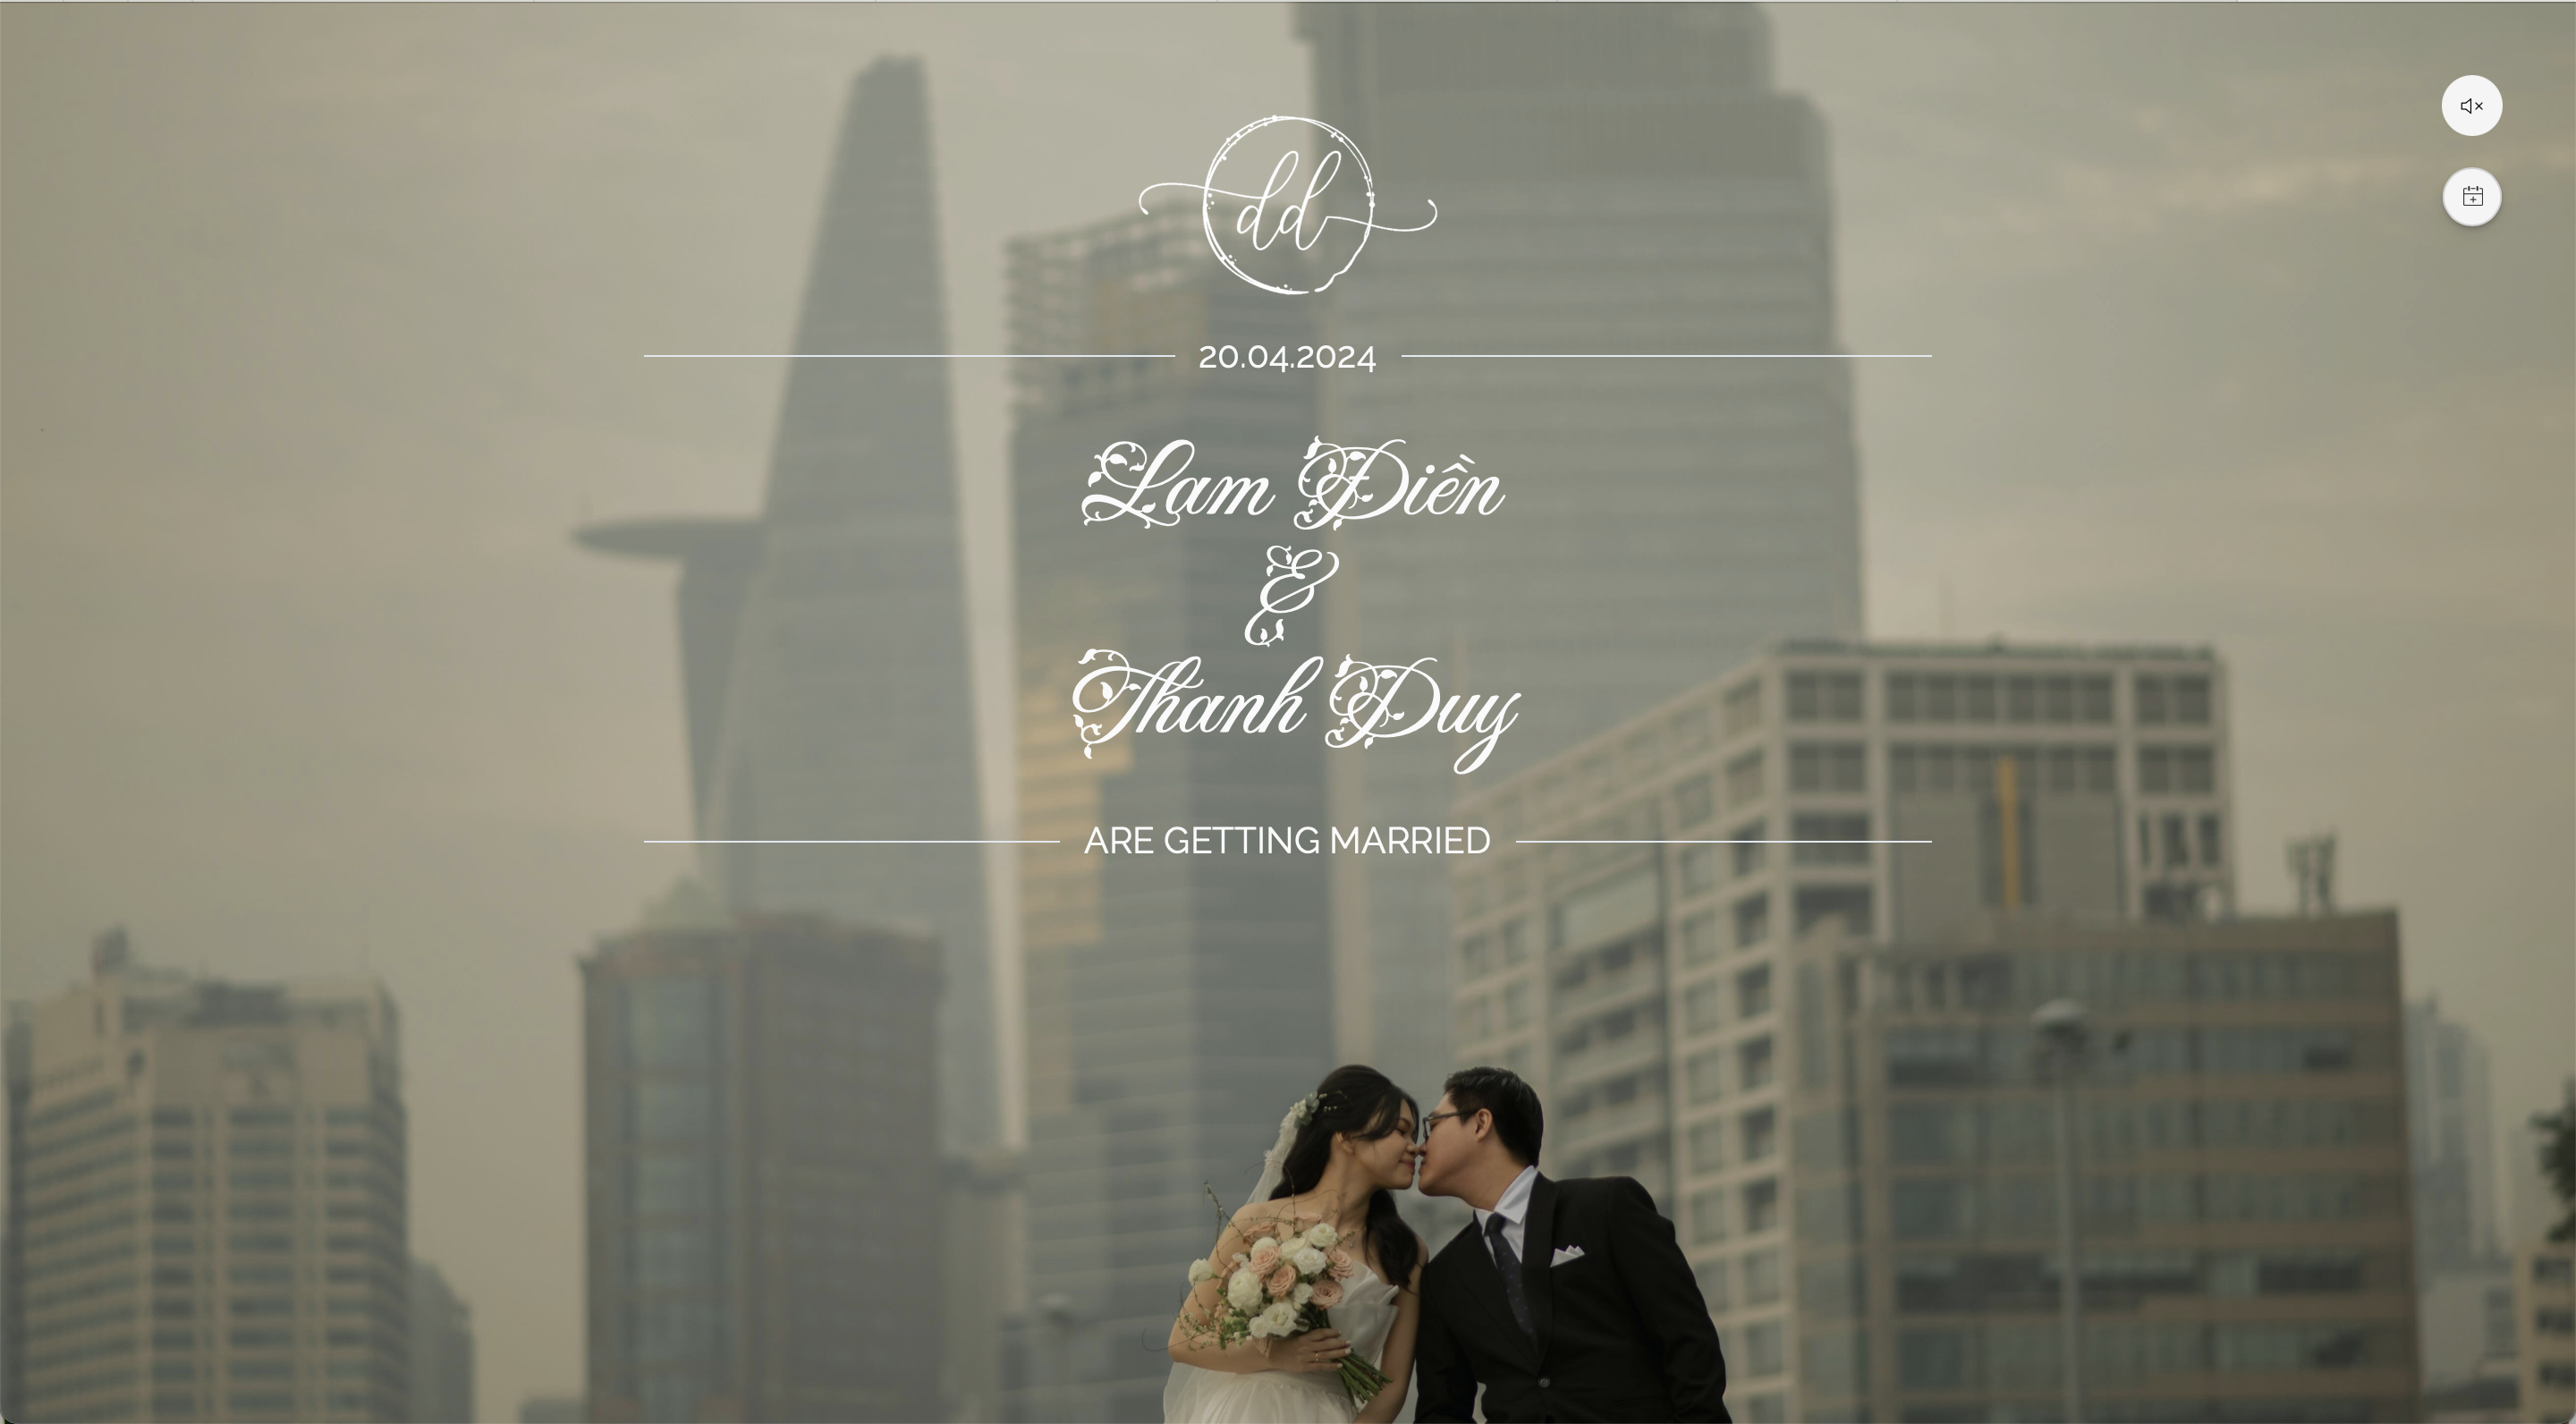 dd
20.04.2024
Lam Điền
&
Thanh Duy
ARE GETTING MARRIED